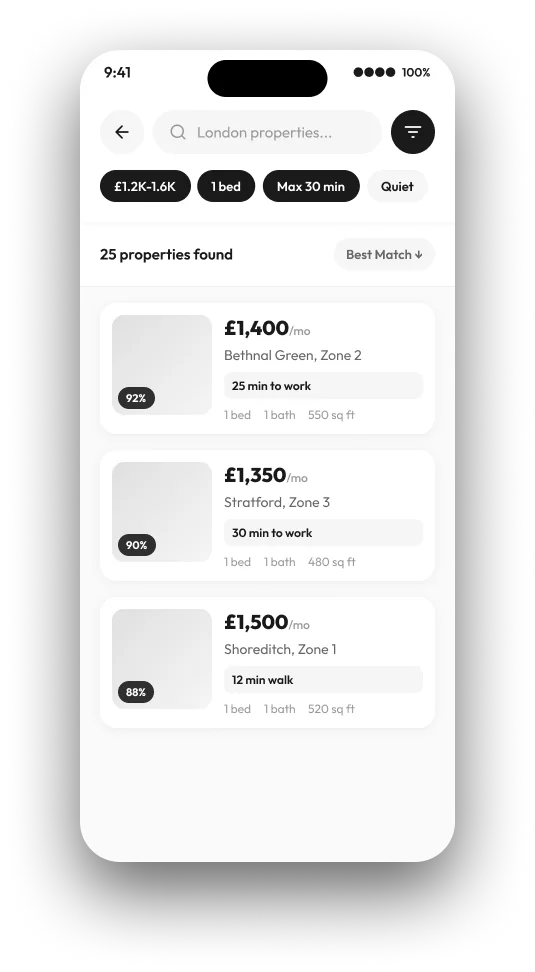 9:41 100%
London properties...
£1.2K-1.6K 1 bed Max 30 min Quiet
25 properties found Best Match ↓
£1,400/mo
Bethnal Green, Zone 2
25 min to work
92%
1 bed 1 bath 550 sq ft
£1,350/mo
Stratford, Zone 3
30 min to work
90%
1 bed 1 bath 480 sq ft
£1,500/mo
Shoreditch, Zone 1
12 min walk
88%
1 bed 1 bath 520 sq ft